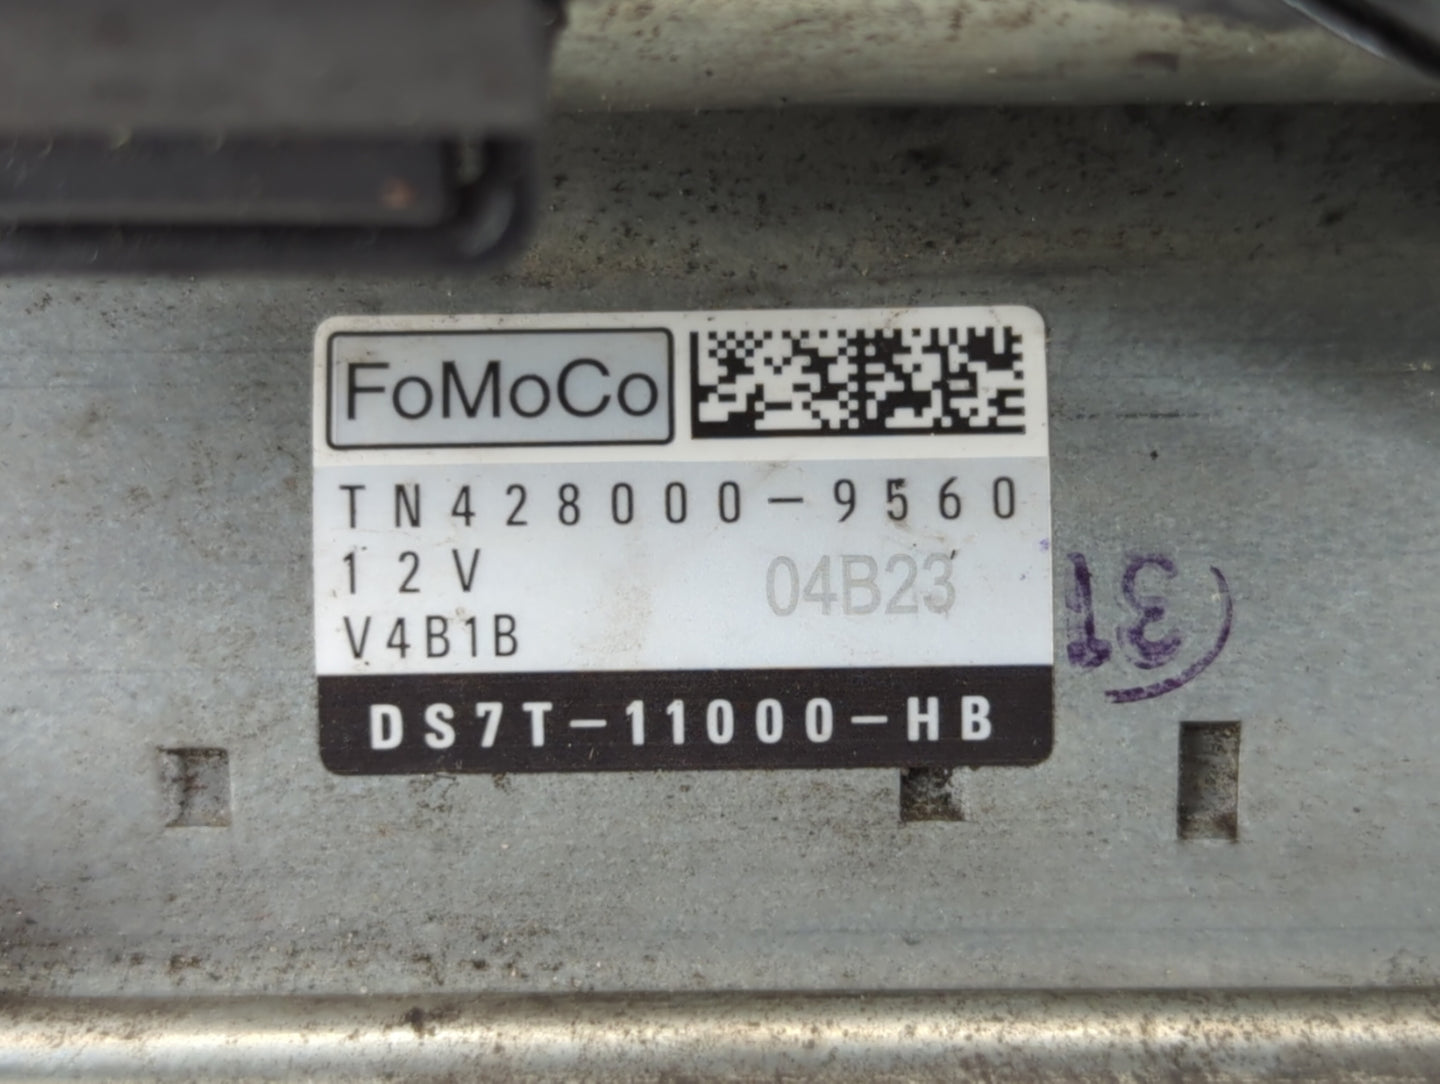 FoMoCo
TN428000-9560
12V
04B23
V4B1B
DS7T-11000-HB